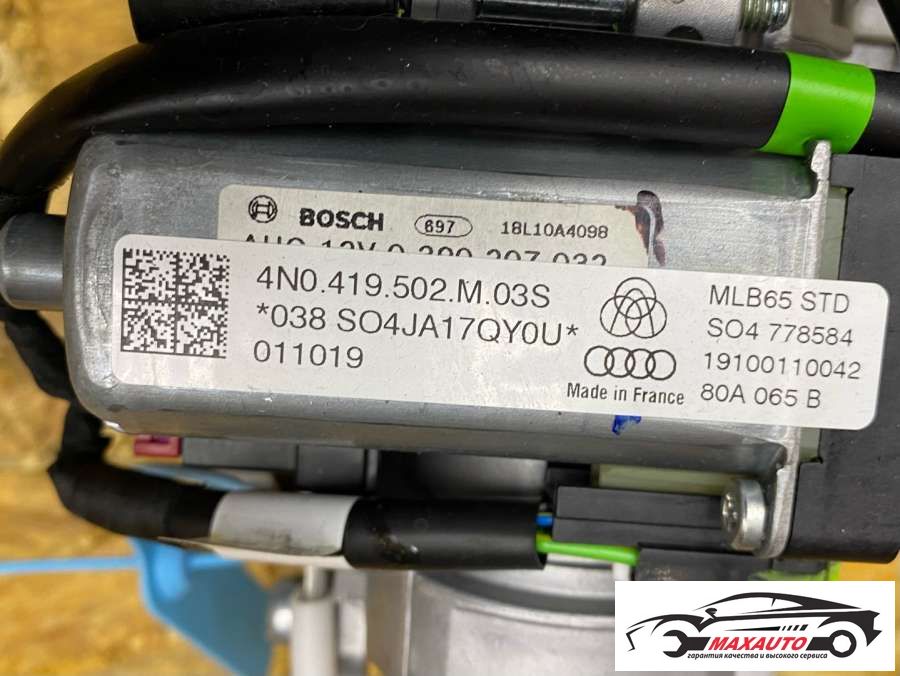 BOSCH 697 18L10A4098
4N0.419.502.M.03S
*038 SO4JA17QY0U*
011019
Made in France
MLB65 STD
SO4 778584
19100110042
80A 065 B
MAXAUTO
гарантия качества и высокого сервиса